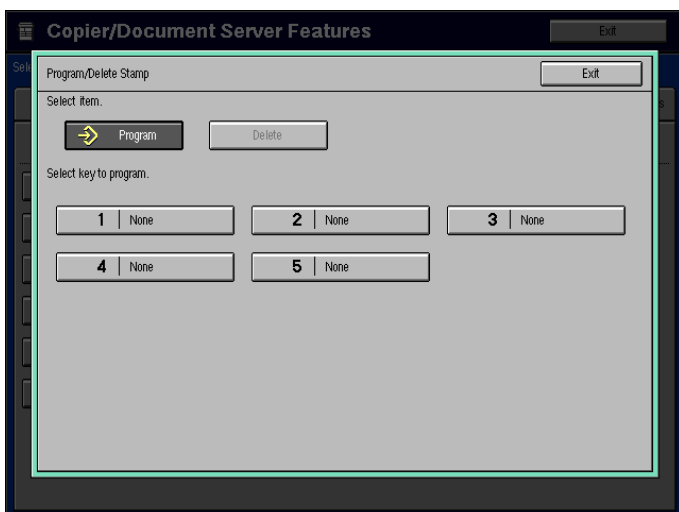 Copier/Document Server Features
Exit
Sele
Program/Delete Stamp
Exit
Select item.
s
Program
Delete
Select key to program.
1 None
2 None
3 None
4 None
5 None